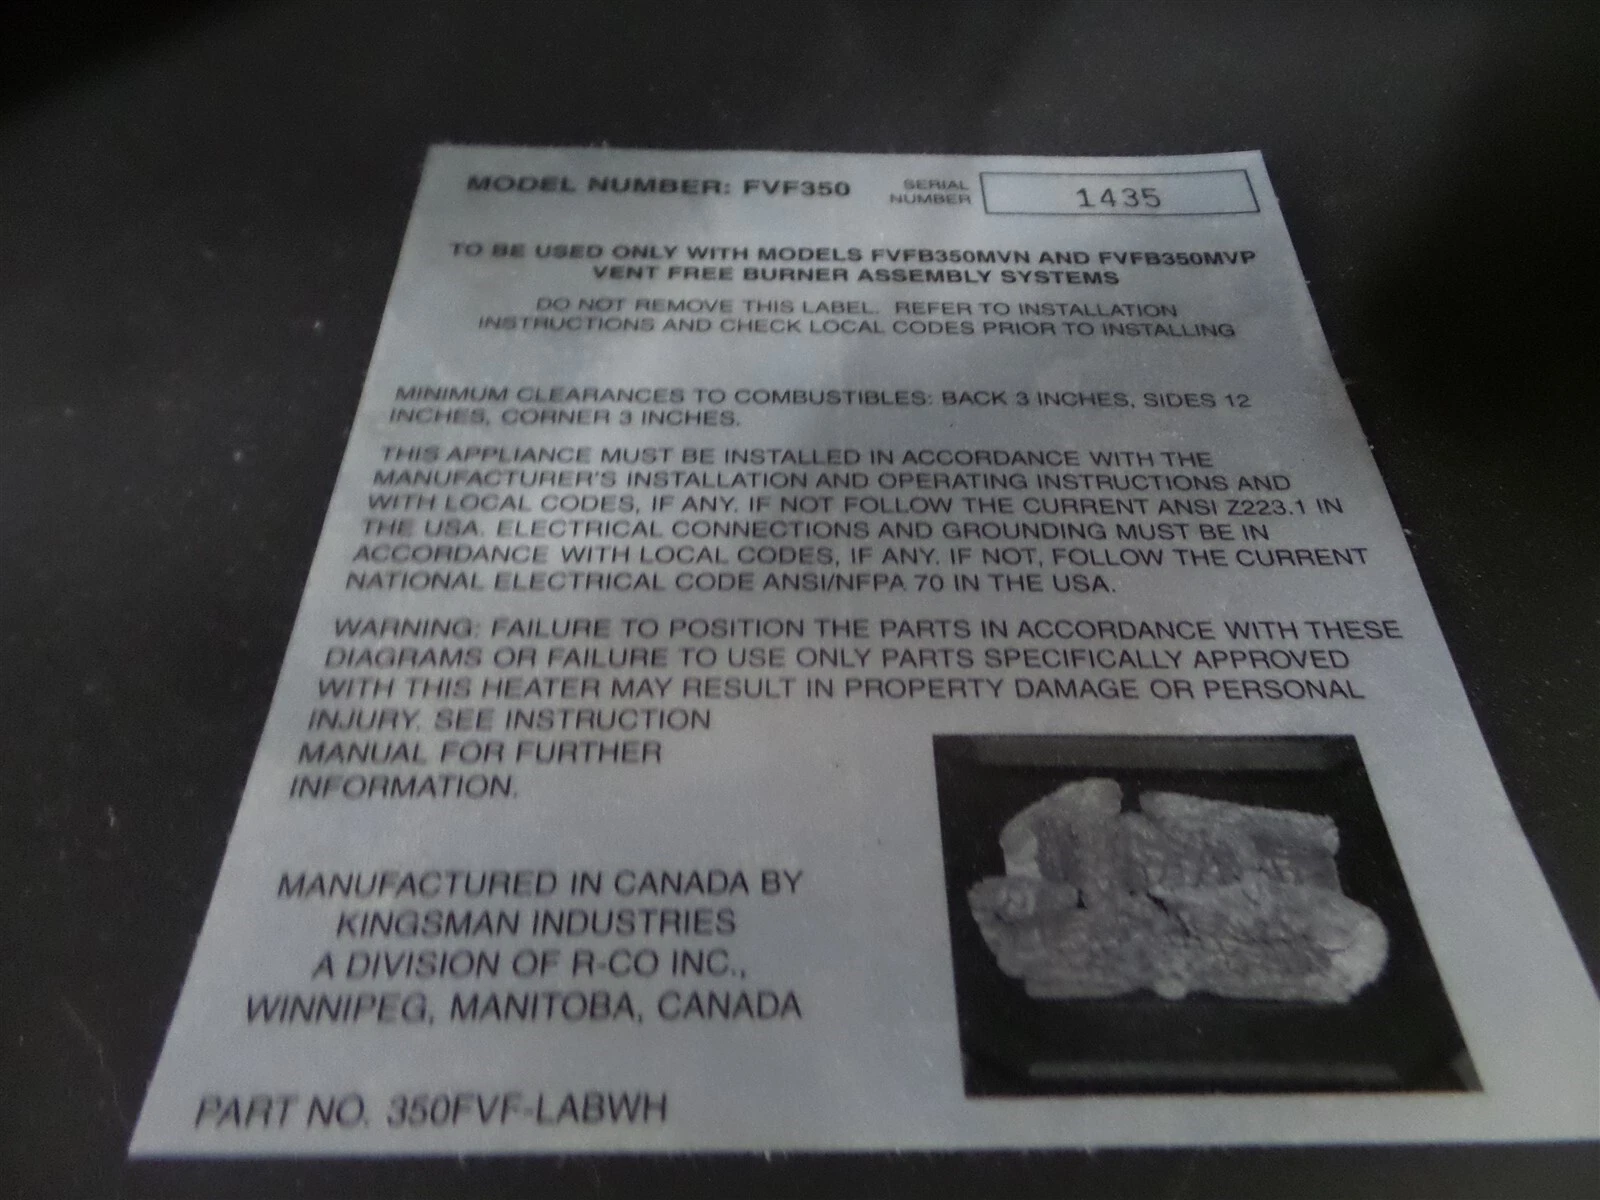 MODEL NUMBER: FVF350 SERIAL NUMBER 1435
TO BE USED ONLY WITH MODELS FVFB350MVN AND FVFB350MVP
VENT FREE BURNER ASSEMBLY SYSTEMS
DO NOT REMOVE THIS LABEL. REFER TO INSTALLATION
INSTRUCTIONS AND CHECK LOCAL CODES PRIOR TO INSTALLING
MINIMUM CLEARANCES TO COMBUSTIBLES: BACK 3 INCHES, SIDES 12
INCHES, CORNER 3 INCHES.
THIS APPLIANCE MUST BE INSTALLED IN ACCORDANCE WITH THE
MANUFACTURER'S INSTALLATION AND OPERATING INSTRUCTIONS AND
WITH LOCAL CODES, IF ANY. IF NOT FOLLOW THE CURRENT ANSI Z223.1 IN
THE USA. ELECTRICAL CONNECTIONS AND GROUNDING MUST BE IN
ACCORDANCE WITH LOCAL CODES, IF ANY. IF NOT, FOLLOW THE CURRENT
NATIONAL ELECTRICAL CODE ANSI/NFPA 70 IN THE USA.
WARNING: FAILURE TO POSITION THE PARTS IN ACCORDANCE WITH THESE
DIAGRAMS OR FAILURE TO USE ONLY PARTS SPECIFICALLY APPROVED
WITH THIS HEATER MAY RESULT IN PROPERTY DAMAGE OR PERSONAL
INJURY. SEE INSTRUCTION
MANUAL FOR FURTHER
INFORMATION.
MANUFACTURED IN CANADA BY
KINGSMAN INDUSTRIES
A DIVISION OF R-CO INC.,
WINNIPEG, MANITOBA, CANADA
PART NO. 350FVF-LABWH